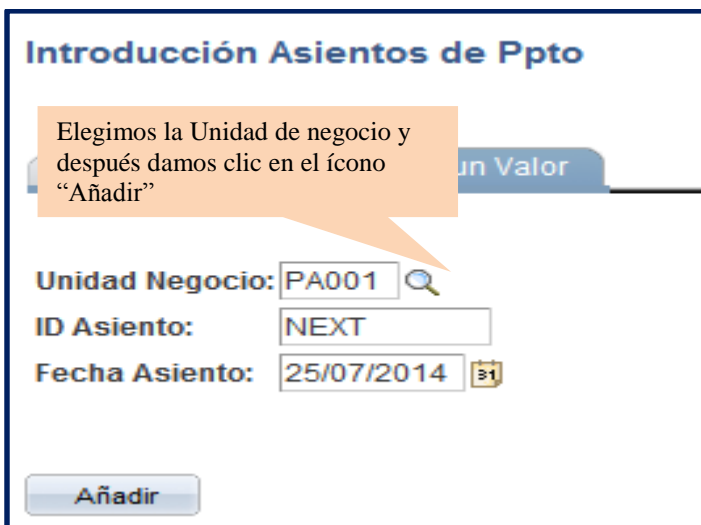 Introducción Asientos de Ppto
Elegimos la Unidad de negocio y
después damos clic en el ícono
“Añadir”
un Valor
Unidad Negocio: PA001
ID Asiento: NEXT
Fecha Asiento: 25/07/2014 31
Añadir